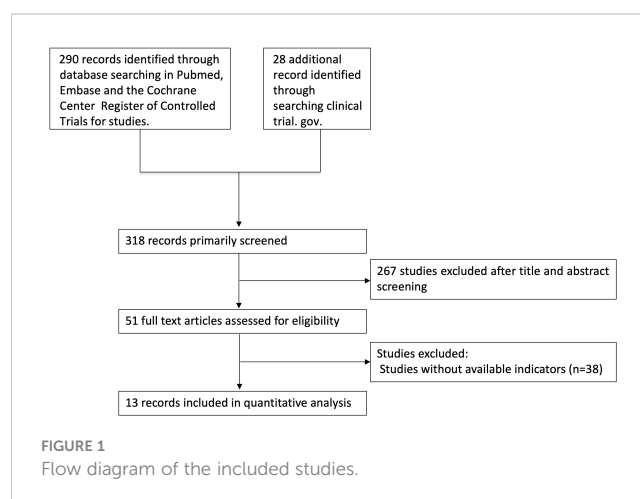 290 records identified through
database searching in Pubmed,
Embase and the Cochrane
Center Register of Controlled
Trials for studies.
28 additional
record identified
through
searching clinical
trial. gov.
318 records primarily screened
267 studies excluded after title and abstract
screening
51 full text articles assessed for eligibility
Studies excluded:
Studies without available indicators (n=38)
13 records included in quantitative analysis
FIGURE 1
Flow diagram of the included studies.